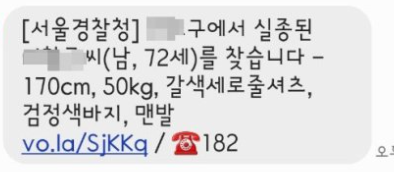 [서울경찰청] 구에서 실종된
씨(남, 72세)를 찾습니다 -
170cm, 50kg, 갈색세로줄셔츠,
검정색바지, 맨발
vo.la/SjKKq / ☎182
오